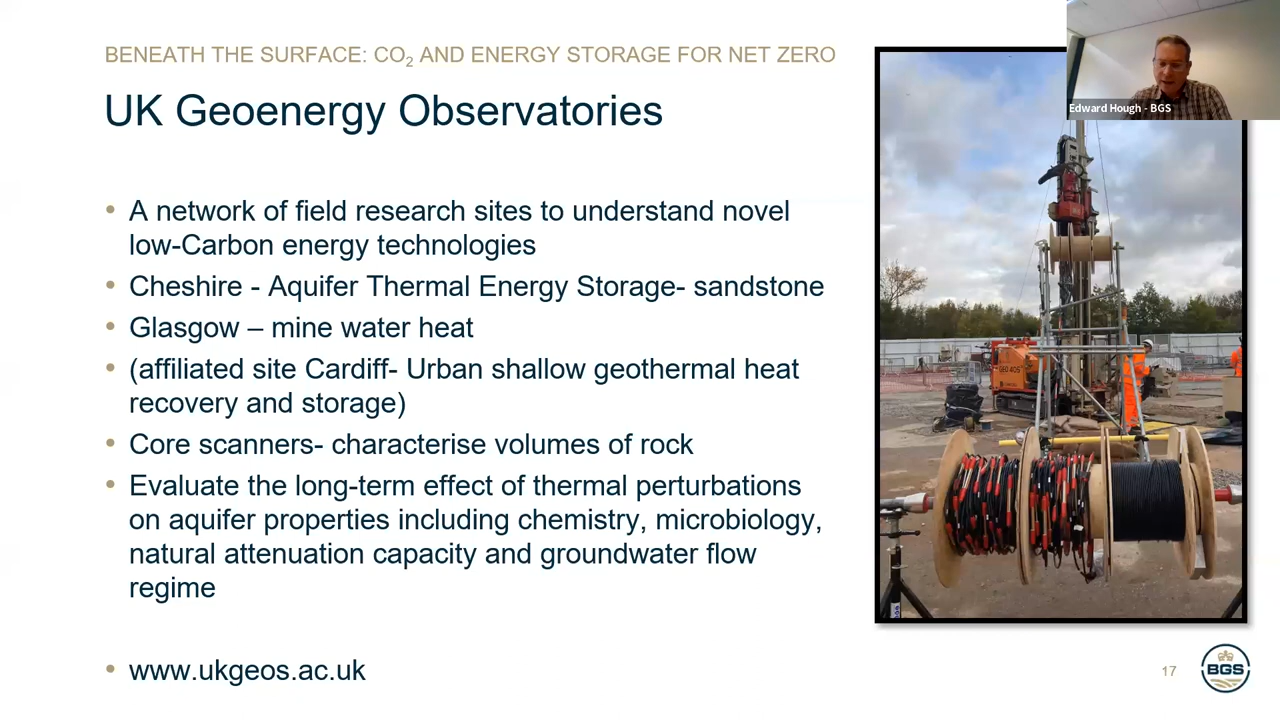 BENEATH THE SURFACE: CO₂ AND ENERGY STORAGE FOR NET ZERO
UK Geoenergy Observatories
Edward Hough - BGS
• A network of field research sites to understand novel
low-Carbon energy technologies
• Cheshire - Aquifer Thermal Energy Storage- sandstone
• Glasgow – mine water heat
• (affiliated site Cardiff- Urban shallow geothermal heat
recovery and storage)
• Core scanners- characterise volumes of rock
• Evaluate the long-term effect of thermal perturbations
on aquifer properties including chemistry, microbiology,
natural attenuation capacity and groundwater flow
regime
• www.ukgeos.ac.uk
GEO 405
17
BGS